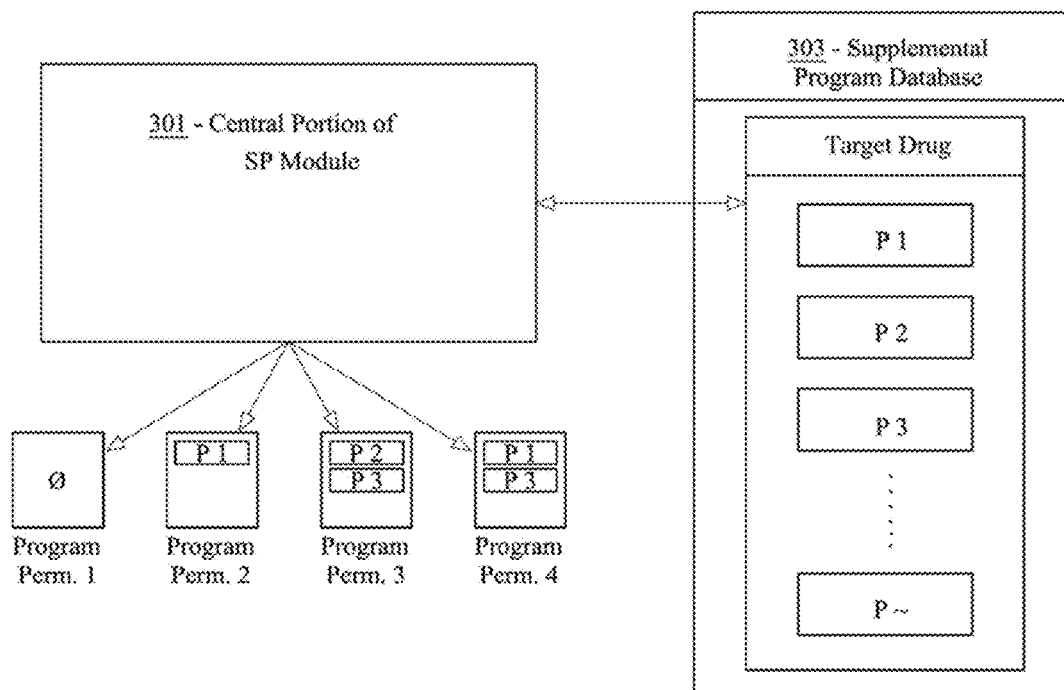 301 - Central Portion of
SP Module
303 - Supplemental
Program Database
Target Drug
P 1
P 2
P 3
P ~
Ø
Program
Perm. 1
P 1
Program
Perm. 2
P 2
P 3
Program
Perm. 3
P 1
P 3
Program
Perm. 4